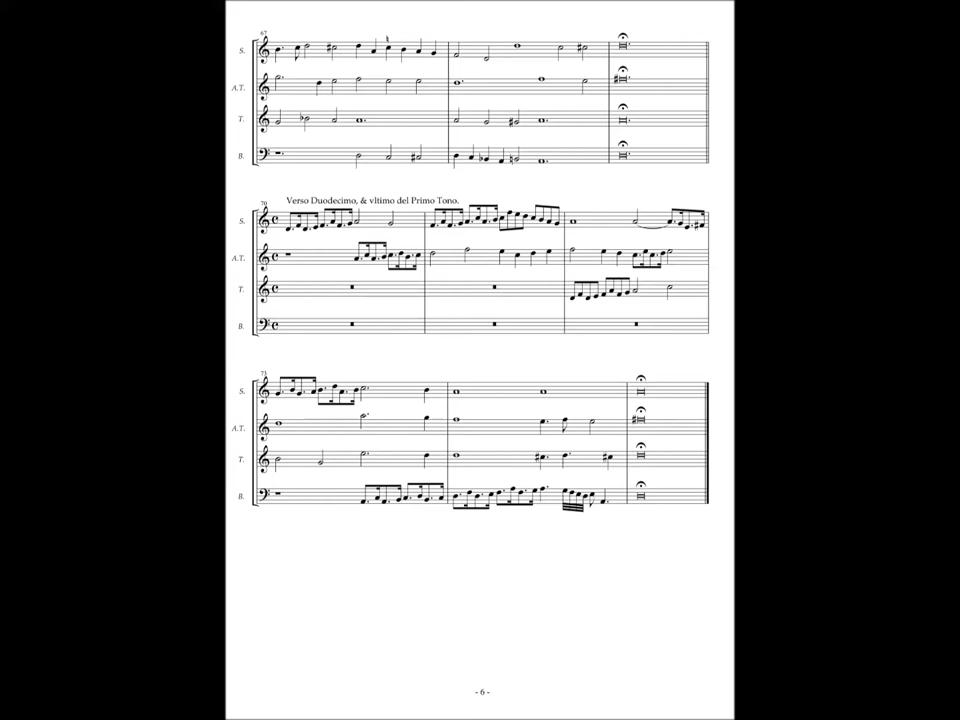 67
S.
A.T.
T.
B.
70
Verso Duodecimo, & vltimo del Primo Tono.
S.
A.T.
T.
B.
73
S.
A.T.
T.
B.
- 6 -